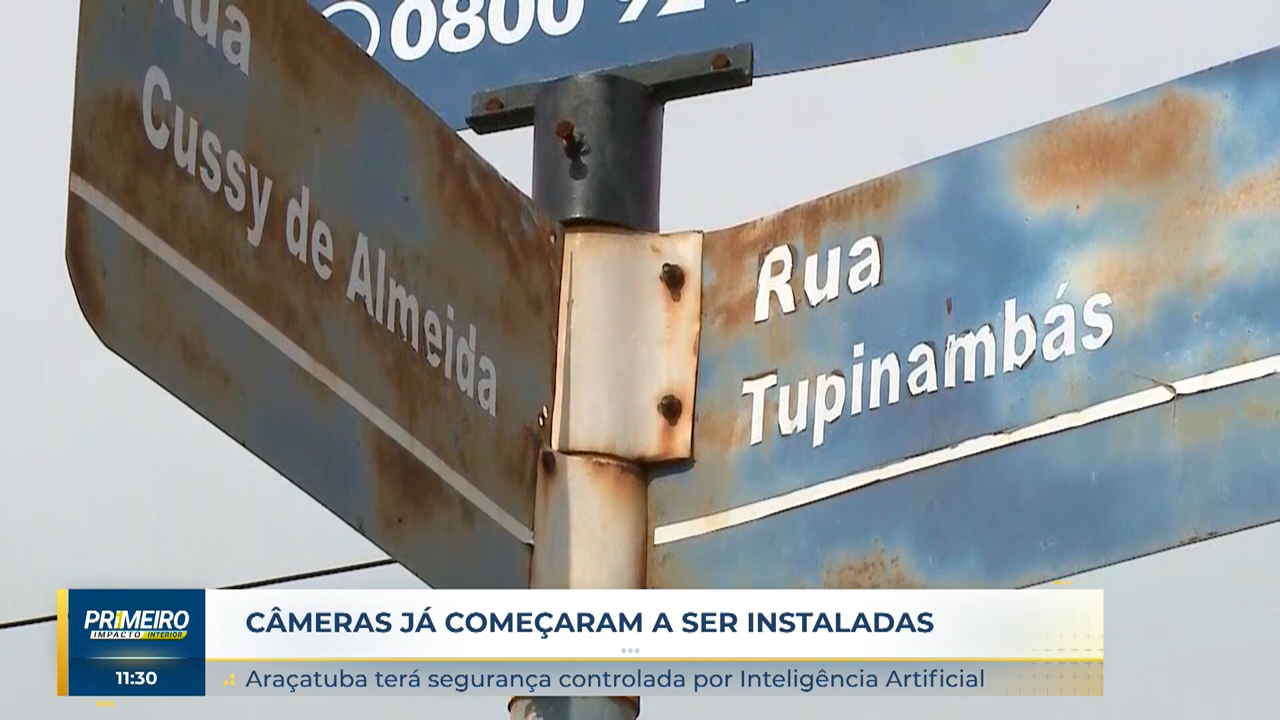 0800
Rua
Cussy de Almeida
Rua
Tupinambás
PRIMEIRO
IMPACTO INTERIOR
11:30
CÂMERAS JÁ COMEÇARAM A SER INSTALADAS
Araçatuba terá segurança controlada por Inteligência Artificial